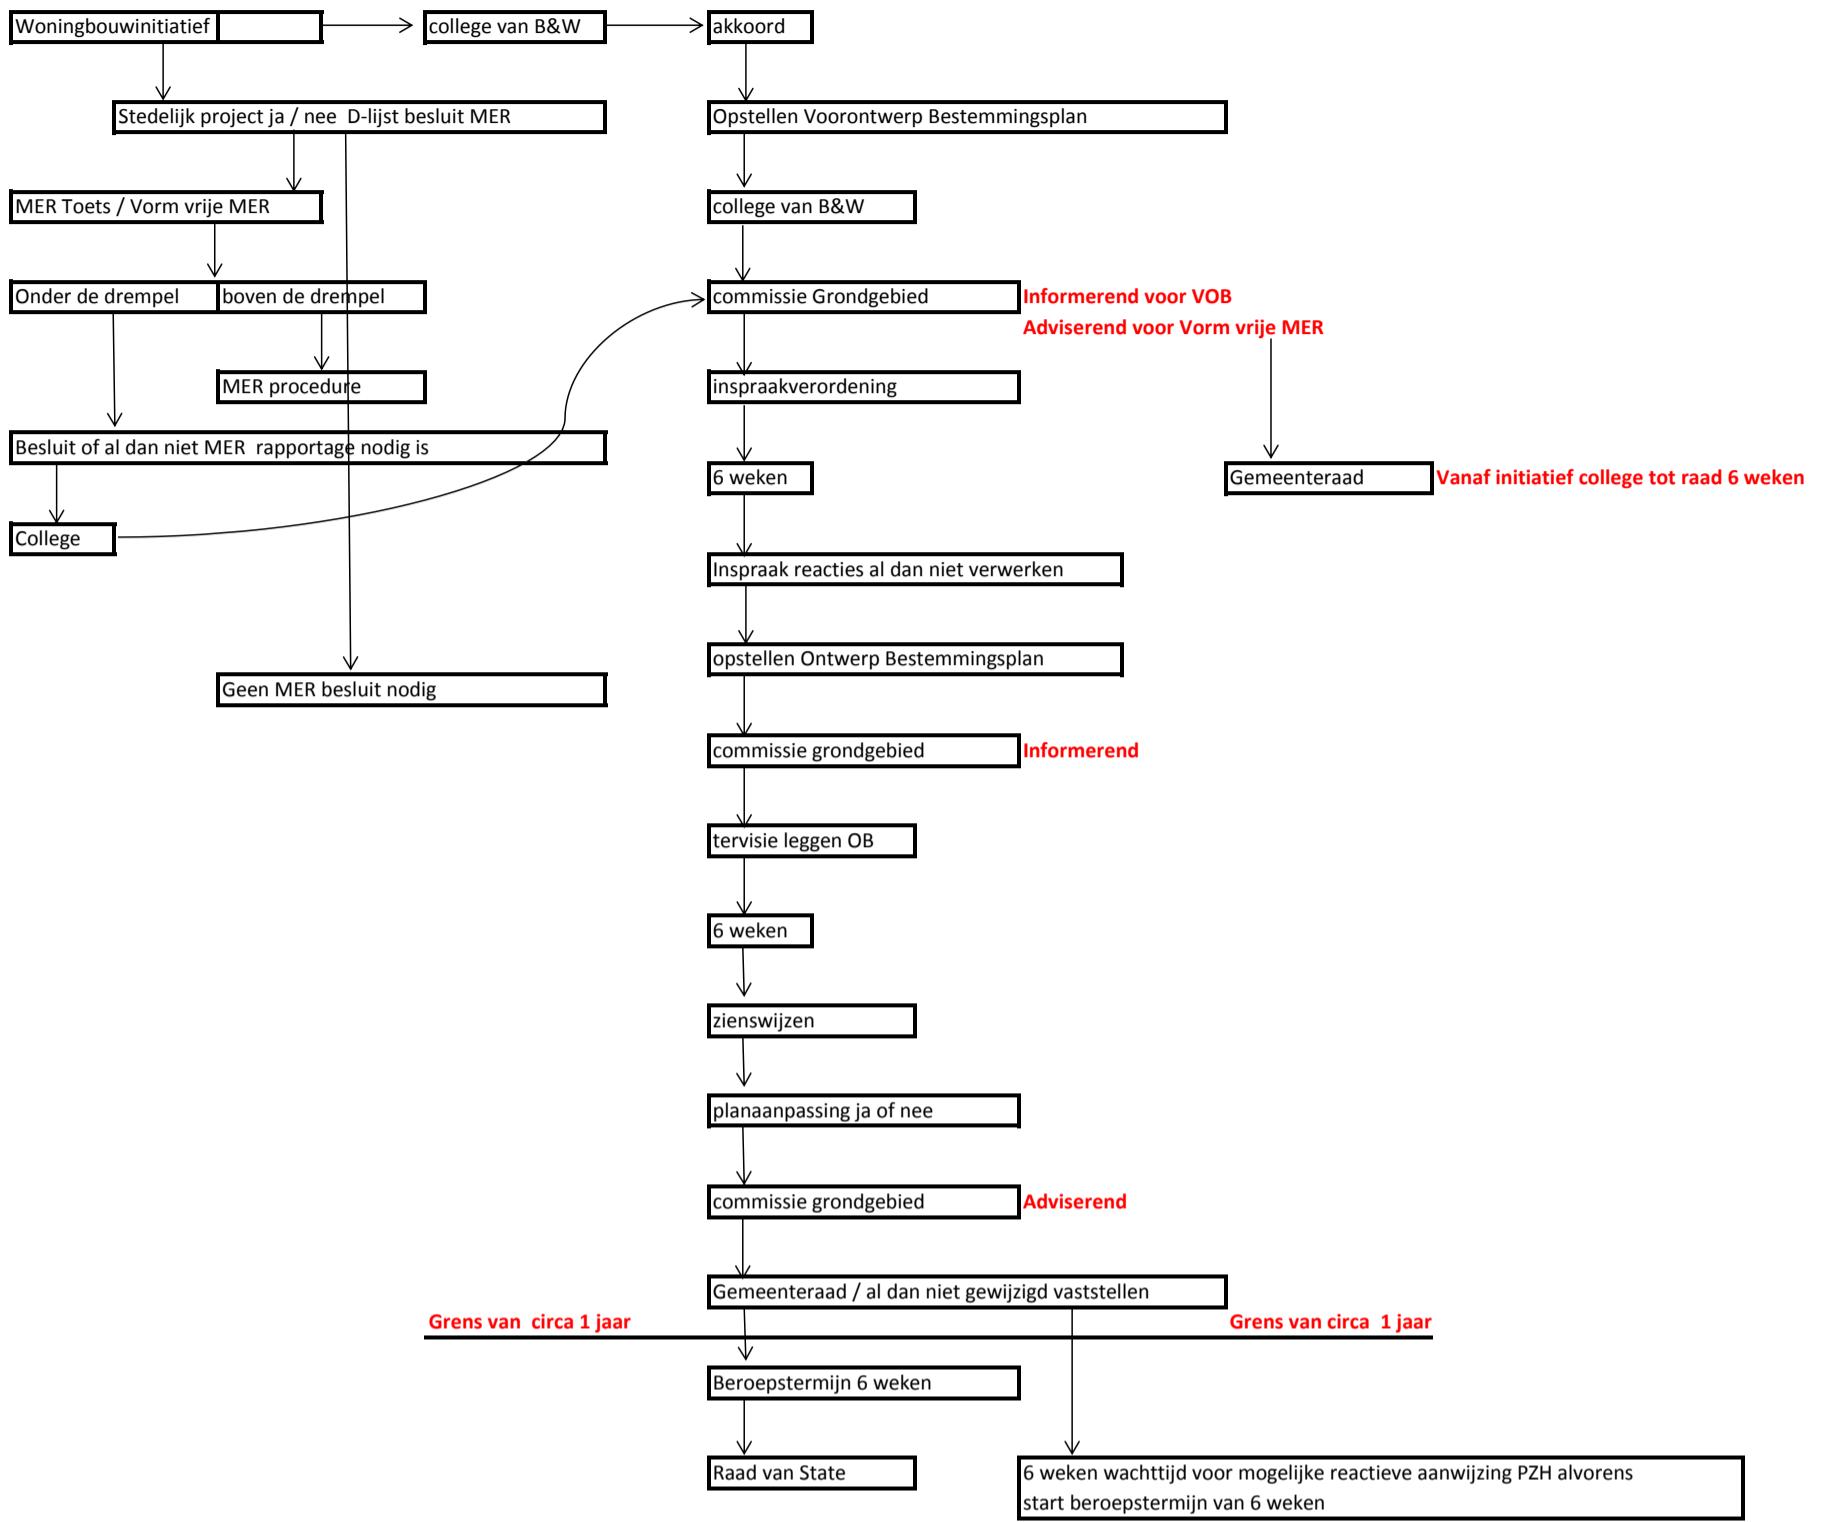 Woningbouwinitiatief
college van B&W
akkoord
Stedelijk project ja / nee  D-lijst besluit MER
Opstellen Voorontwerp Bestemmingsplan
MER Toets / Vorm vrije MER
college van B&W
Onder de drempel
boven de drempel
commissie Grondgebied
Informerend voor VOB
Adviserend voor Vorm vrije MER
MER procedure
inspraakverordening
Besluit of al dan niet MER  rapportage nodig is
6 weken
Gemeenteraad
Vanaf initiatief college tot raad 6 weken
College
Inspraak reacties al dan niet verwerken
opstellen Ontwerp Bestemmingsplan
Geen MER besluit nodig
commissie grondgebied
Informerend
tervisie leggen OB
6 weken
zienswijzen
planaanpassing ja of nee
commissie grondgebied
Adviserend
Gemeenteraad / al dan niet gewijzigd vaststellen
Grens van  circa 1 jaar
Grens van circa  1 jaar
Beroepstermijn 6 weken
Raad van State
6 weken wachttijd voor mogelijke reactieve aanwijzing PZH alvorens
start beroepstermijn van 6 weken